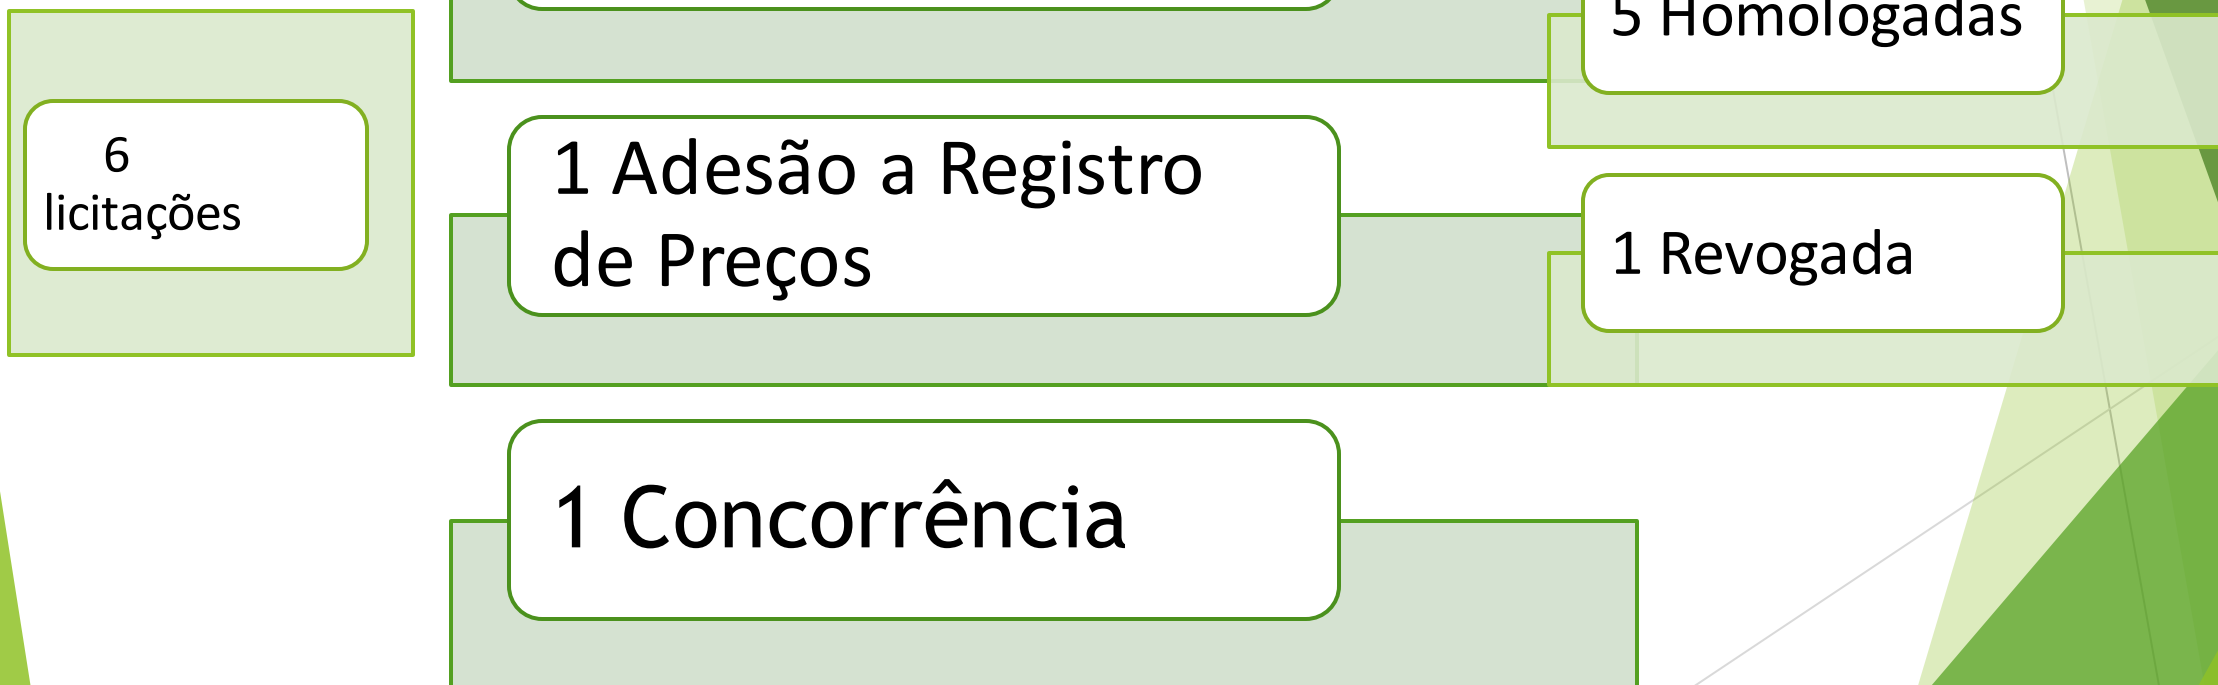 6
licitações
1 Adesão a Registro
de Preços
1 Concorrência
5 Homologadas
1 Revogada